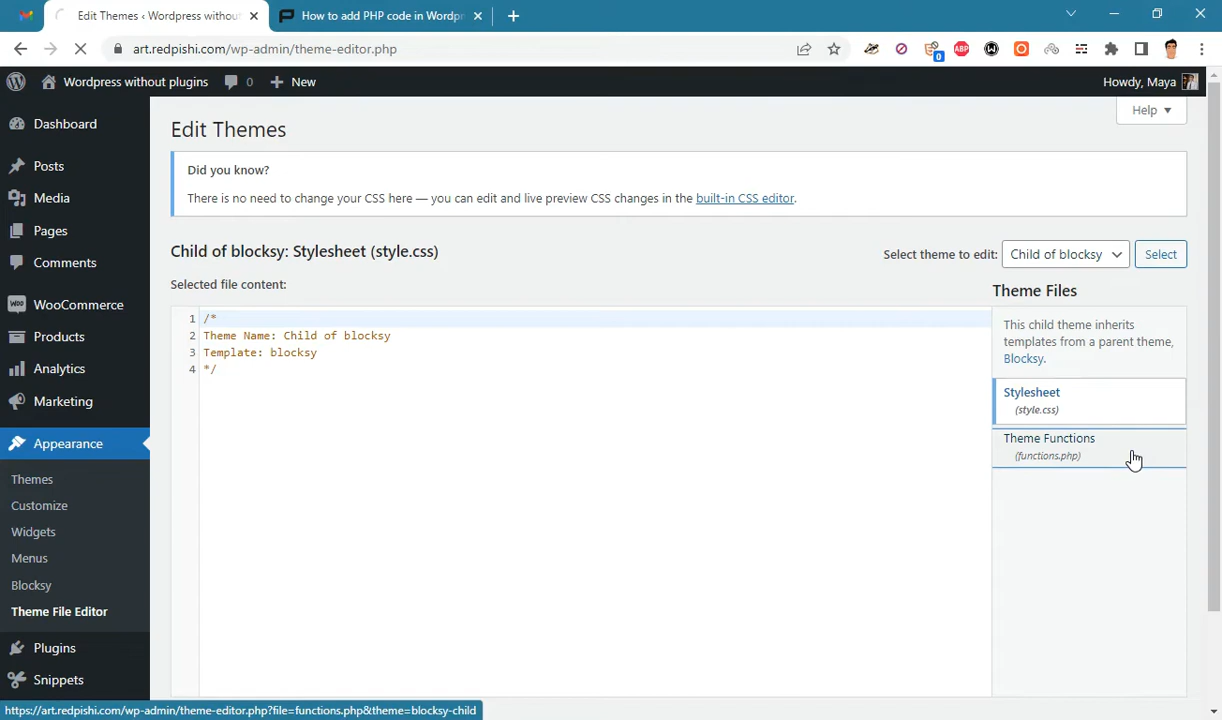 Edit Themes ‹ Wordpress withou
How to add PHP code in Wordp
art.redpishi.com/wp-admin/theme-editor.php
0
ABP
Wordpress without plugins
0
New
Howdy, Maya
Dashboard
Posts
Media
Pages
Comments
WooCommerce
Products
Analytics
Marketing
Appearance
Themes
Customize
Widgets
Menus
Blocksy
Theme File Editor
Plugins
Snippets
Help
Edit Themes
Did you know?
There is no need to change your CSS here — you can edit and live preview CSS changes in the built-in CSS editor.
Child of blocksy: Stylesheet (style.css)
Select theme to edit: Child of blocksy Select
Selected file content:
1 /*
2 Theme Name: Child of blocksy
3 Template: blocksy
4 */
Theme Files
This child theme inherits
templates from a parent theme,
Blocksy.
Stylesheet
(style.css)
Theme Functions
(functions.php)
https://art.redpishi.com/wp-admin/theme-editor.php?file=functions.php&theme=blocksy-child